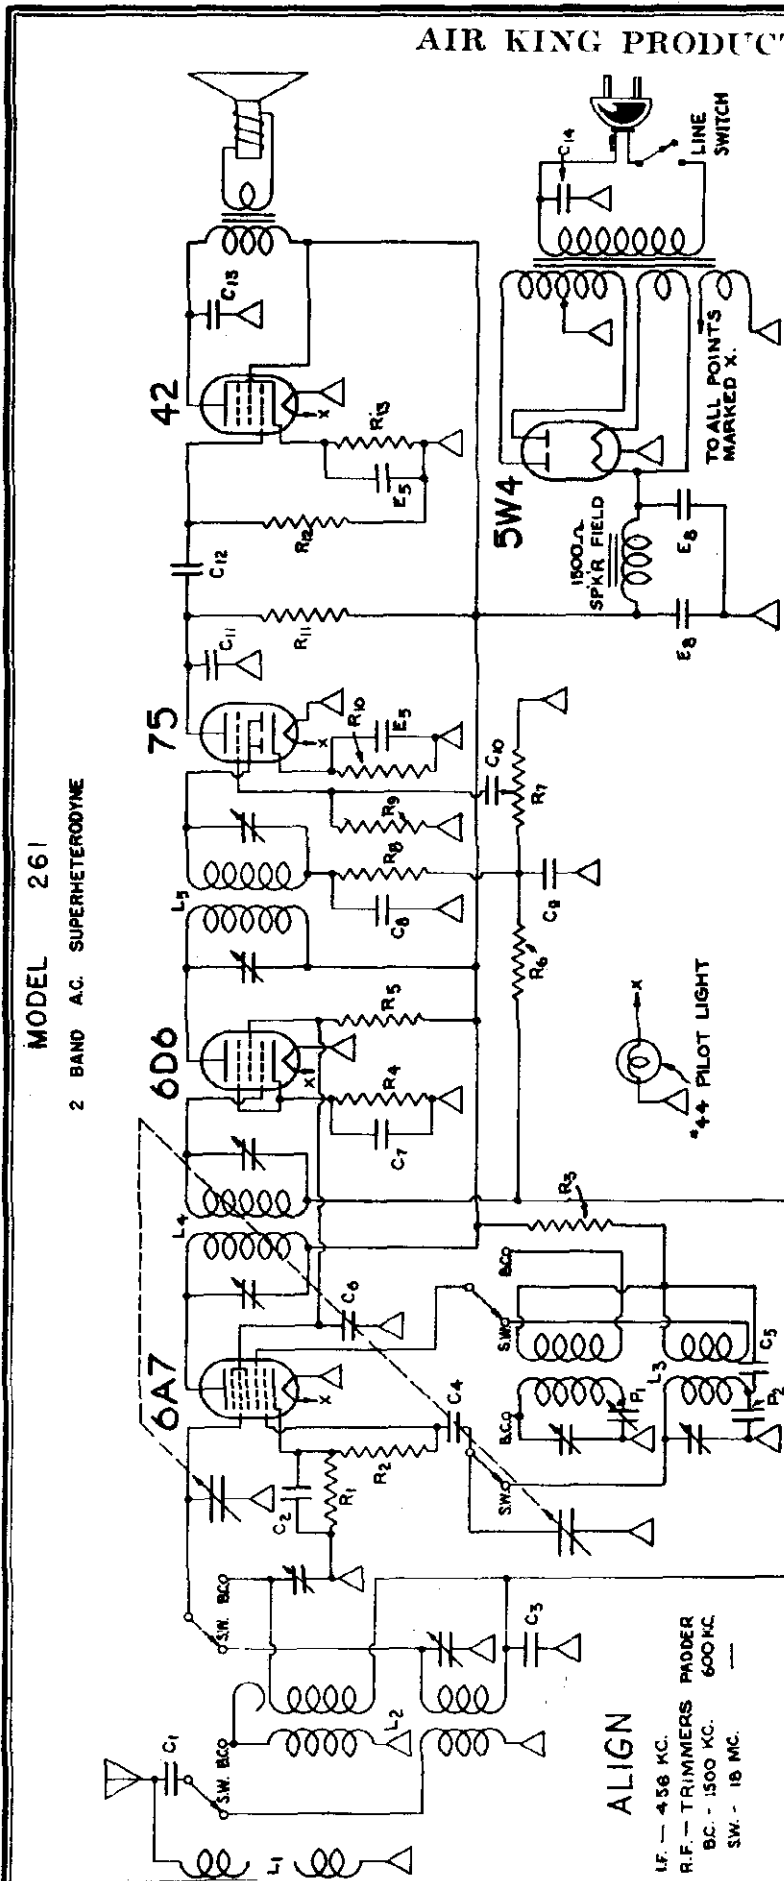 AIR KING PRODUCT
MODEL 261
2 BAND A.C. SUPERHETERODYNE
6A7
6D6
75
42
5W4
L4
L5
C13
C14
LINE
SWITCH
C12
C11
R11
R12
E5
R13
R10
E5
C10
R7
R9
R8
C8
C9
R6
R5
R4
C7
X
X
X
X
X
1800Ω
SPK'R FIELD
E8
E8
TO ALL POINTS
MARKED X.
#44 PILOT LIGHT
R3
C6
C4
R2
R1
C2
S.W.
B.C.
B.C.
S.W.
P1
L3
P2
C5
S.W.
B.C.
S.W.
B.C.
C1
L1
L2
C3
ALIGN
I.F. — 456 KC.
R.F. — TRIMMERS PADDER
B.C. - 1500 KC. 600 KC.
S.W. - 18 MC. —